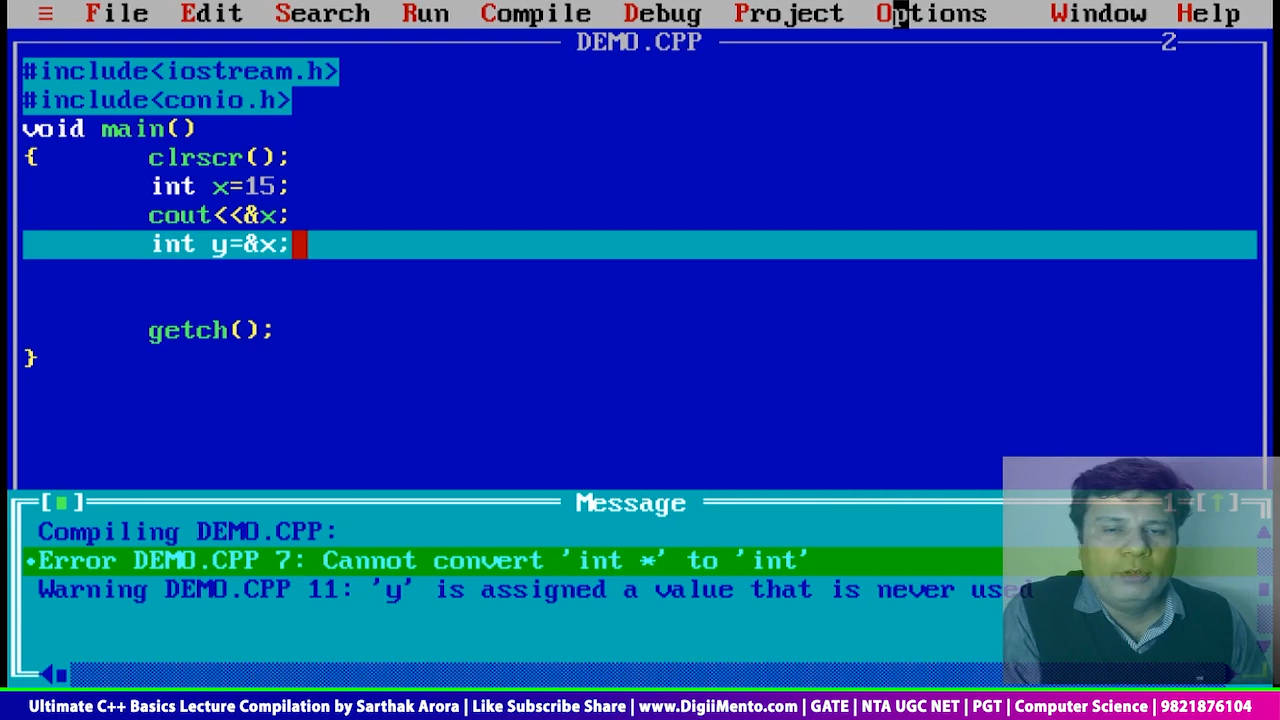 ≡ File Edit Search Run Compile Debug Project Options Window Help
DEMO.CPP 2
#include<iostream.h>
#include<conio.h>
void main()
{ clrscr();
int x=15;
cout<<&x;
int y=&x;
getch();
}
[■] Message 1-[↑]
Compiling DEMO.CPP:
•Error DEMO.CPP 7: Cannot convert 'int *' to 'int'
Warning DEMO.CPP 11: 'y' is assigned a value that is never used
Ultimate C++ Basics Lecture Compilation by Sarthak Arora | Like Subscribe Share | www.DigiiMento.com | GATE | NTA UGC NET | PGT | Computer Science | 9821876104